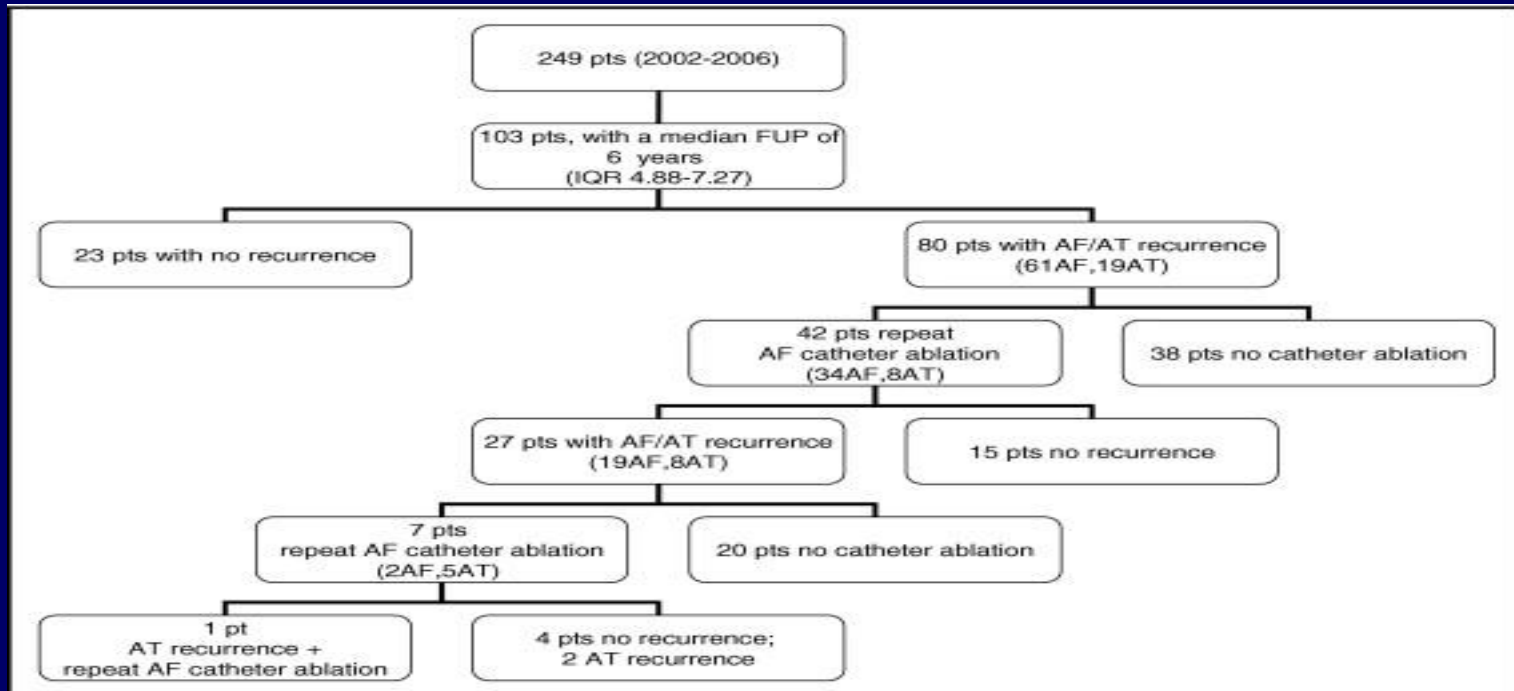 249 pts (2002-2006)
103 pts, with a median FUP of
6 years
(IQR 4.88-7.27)
23 pts with no recurrence
80 pts with AF/AT recurrence
(61AF,19AT)
42 pts repeat
AF catheter ablation
(34AF,8AT)
38 pts no catheter ablation
27 pts with AF/AT recurrence
(19AF,8AT)
15 pts no recurrence
7 pts
repeat AF catheter ablation
(2AF,5AT)
20 pts no catheter ablation
1 pt
AT recurrence +
repeat AF catheter ablation
4 pts no recurrence;
2 AT recurrence